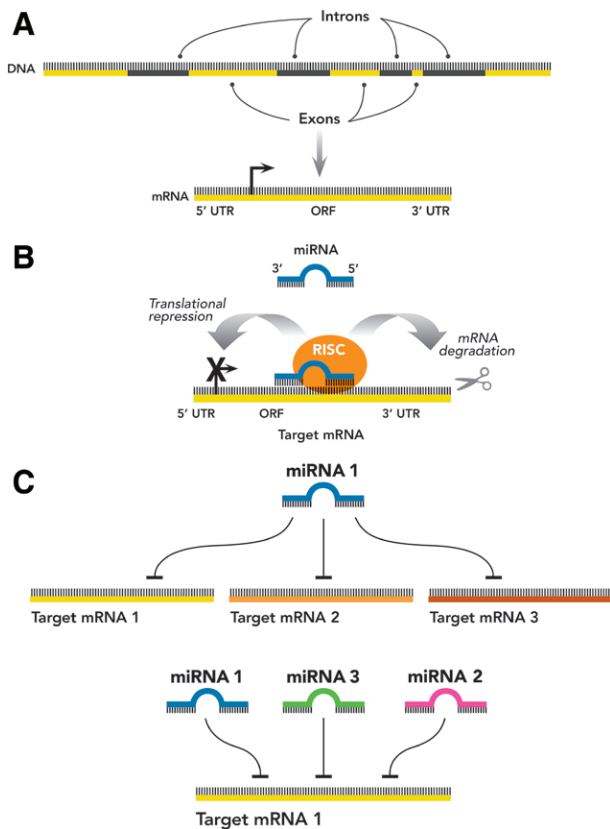 A
Introns
DNA
Exons
mRNA
5′ UTR ORF 3′ UTR
B
miRNA
3′ 5′
Translational
repression
RISC
mRNA
degradation
X
5′ UTR ORF 3′ UTR
Target mRNA
C
miRNA 1
Target mRNA 1 Target mRNA 2 Target mRNA 3
miRNA 1 miRNA 3 miRNA 2
Target mRNA 1